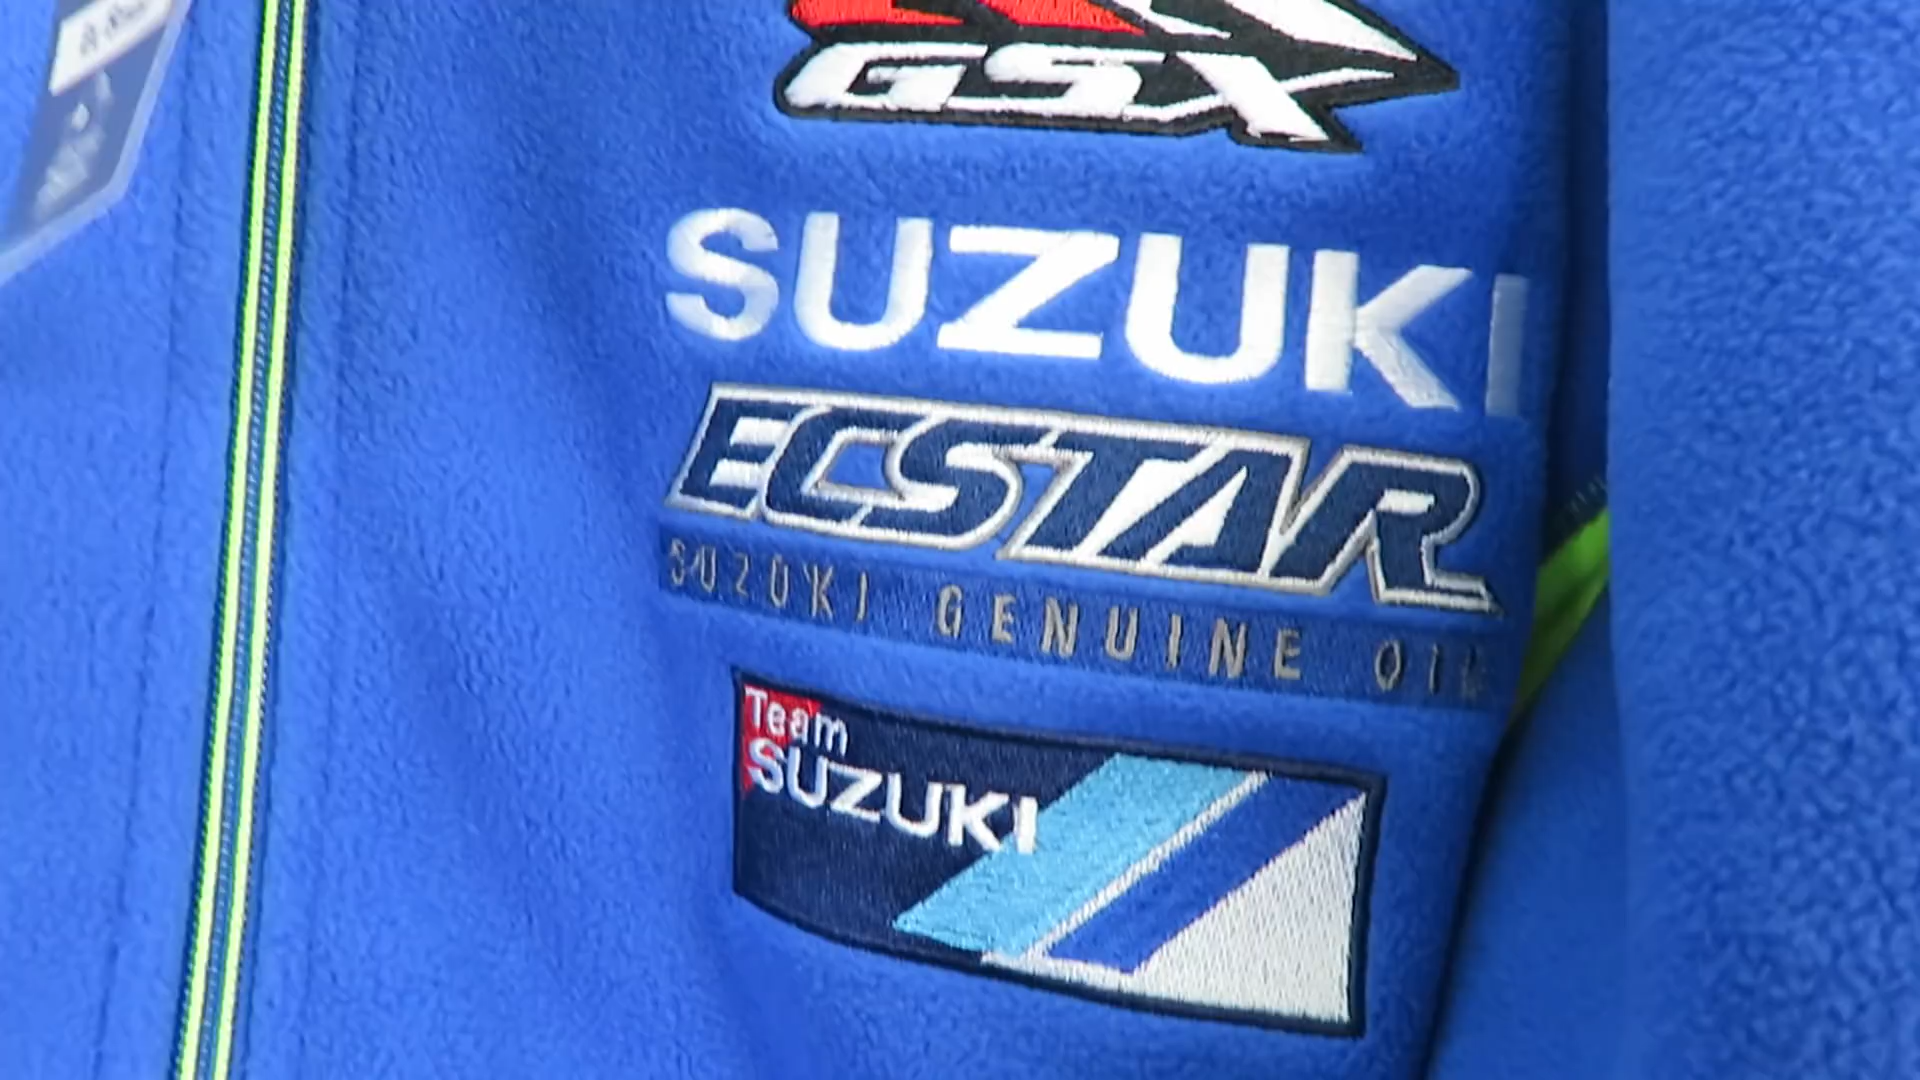 GSX
SUZUKI
ECSTAR
SUZUKI GENUINE OIL
Team
SUZUKI